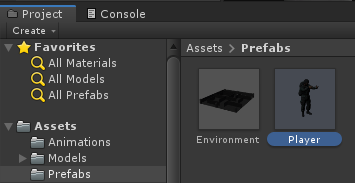 Project
Console
Create
Favorites
All Materials
All Models
All Prefabs
Assets
Animations
Models
Prefabs
Assets Prefabs
Environment
Player